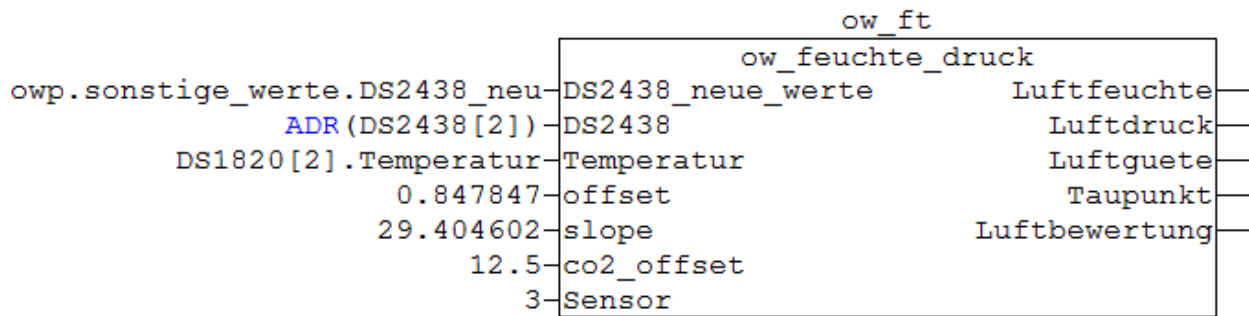 ow_ft
ow_feuchte_druck
owp.sonstige_werte.DS2438_neu DS2438_neue_werte Luftfeuchte
ADR(DS2438[2]) DS2438 Luftdruck
DS1820[2].Temperatur Temperatur Luftguete
0.847847 offset Taupunkt
29.404602 slope Luftbewertung
12.5 co2_offset
3 Sensor